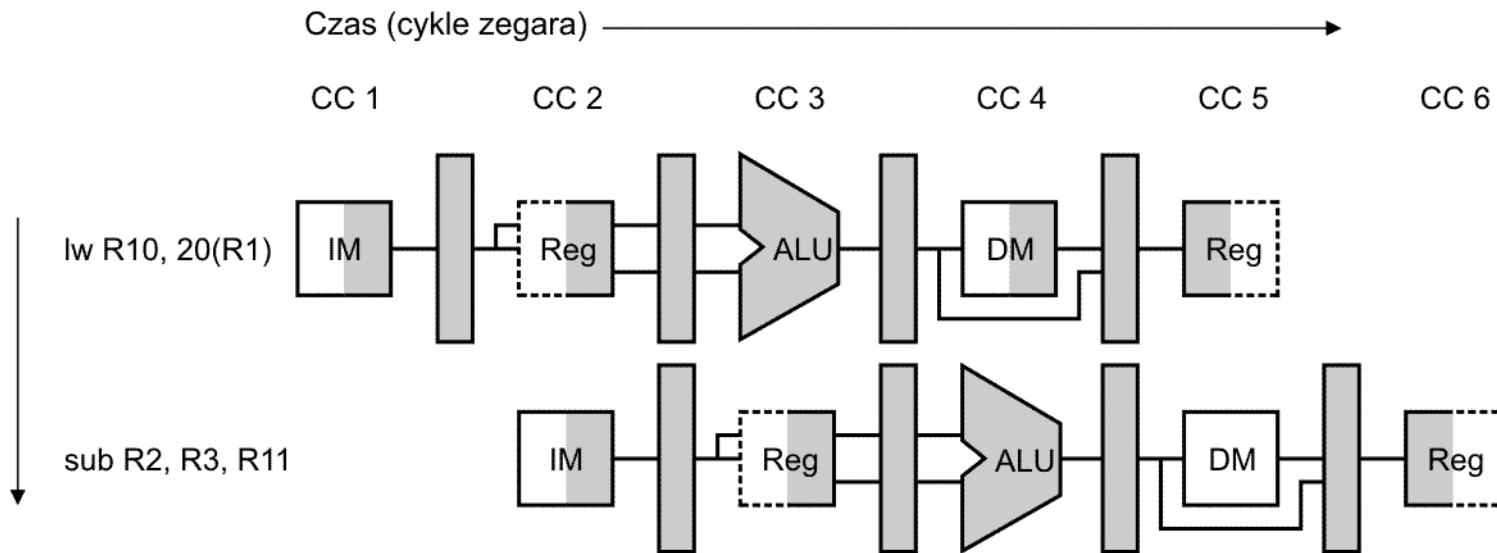 Czas (cykle zegara)
CC 1 CC 2 CC 3 CC 4 CC 5 CC 6
lw R10, 20(R1) IM Reg ALU DM Reg
sub R2, R3, R11 IM Reg ALU DM Reg